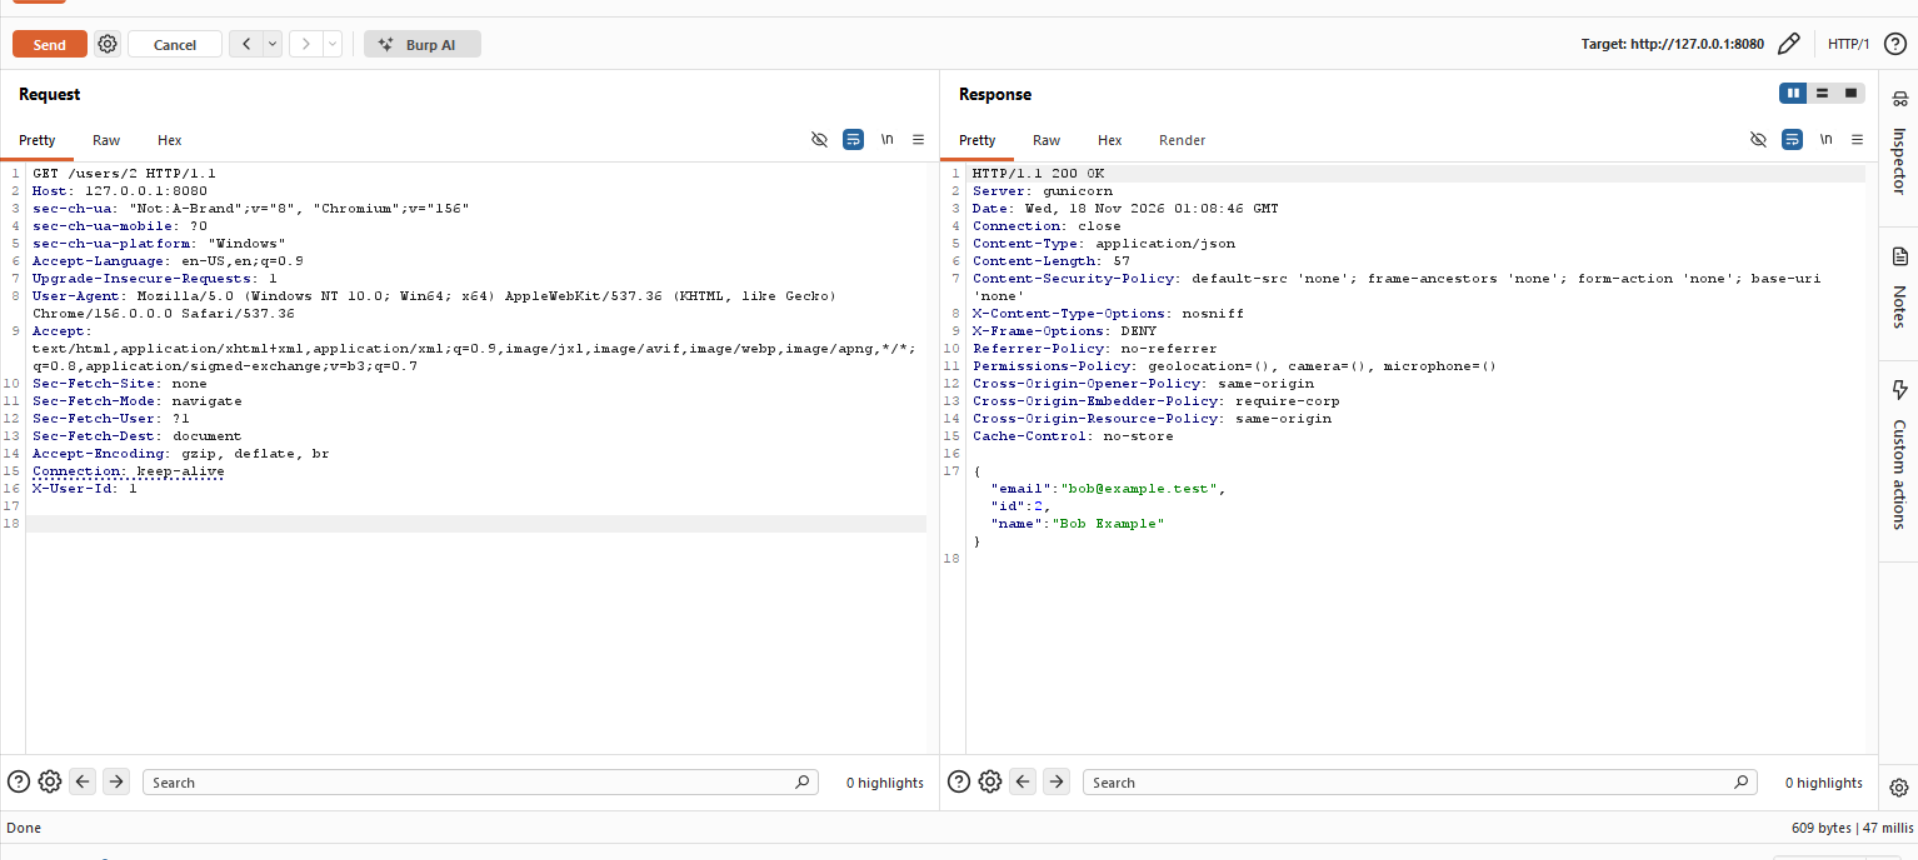 Send
Cancel
Burp AI
Target: http://127.0.0.1:8080
HTTP/1
Request
Pretty Raw Hex
\n
1 GET /users/2 HTTP/1.1
2 Host: 127.0.0.1:8080
3 sec-ch-ua: "Not:A-Brand";v="8", "Chromium";v="156"
4 sec-ch-ua-mobile: ?0
5 sec-ch-ua-platform: "Windows"
6 Accept-Language: en-US,en;q=0.9
7 Upgrade-Insecure-Requests: 1
8 User-Agent: Mozilla/5.0 (Windows NT 10.0; Win64; x64) AppleWebKit/537.36 (KHTML, like Gecko)
Chrome/156.0.0.0 Safari/537.36
9 Accept:
text/html,application/xhtml+xml,application/xml;q=0.9,image/jxl,image/avif,image/webp,image/apng,*/*;
q=0.8,application/signed-exchange;v=b3;q=0.7
10 Sec-Fetch-Site: none
11 Sec-Fetch-Mode: navigate
12 Sec-Fetch-User: ?1
13 Sec-Fetch-Dest: document
14 Accept-Encoding: gzip, deflate, br
15 Connection: keep-alive
16 X-User-Id: 1
17
18
Search
0 highlights
Response
Pretty Raw Hex Render
\n
1 HTTP/1.1 200 OK
2 Server: gunicorn
3 Date: Wed, 18 Nov 2026 01:08:46 GMT
4 Connection: close
5 Content-Type: application/json
6 Content-Length: 57
7 Content-Security-Policy: default-src 'none'; frame-ancestors 'none'; form-action 'none'; base-uri
'none'
8 X-Content-Type-Options: nosniff
9 X-Frame-Options: DENY
10 Referrer-Policy: no-referrer
11 Permissions-Policy: geolocation=(), camera=(), microphone=()
12 Cross-Origin-Opener-Policy: same-origin
13 Cross-Origin-Embedder-Policy: require-corp
14 Cross-Origin-Resource-Policy: same-origin
15 Cache-Control: no-store
16
17 {
"email":"bob@example.test",
"id":2,
"name":"Bob Example"
}
18
Search
0 highlights
Inspector
Notes
Custom actions
Done
609 bytes | 47 millis